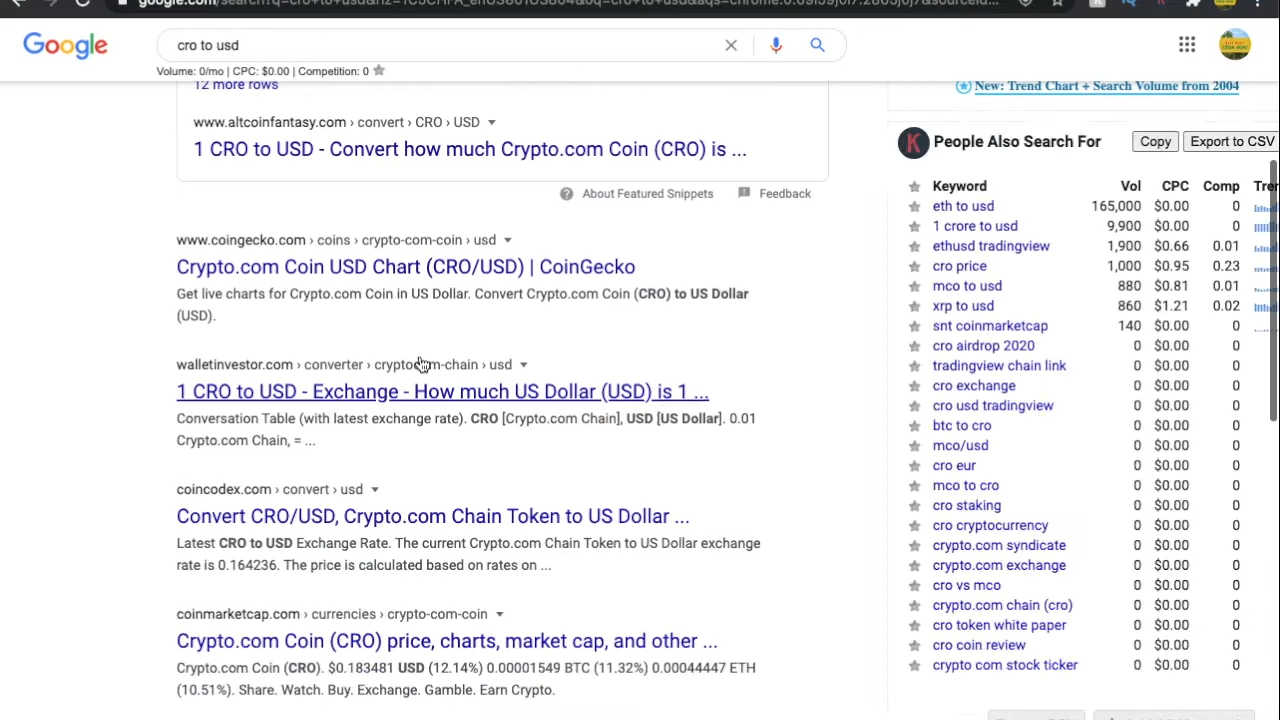 Google
cro to usd
Volume: 0/mo | CPC: $0.00 | Competition: 0
12 more rows
www.altcoinfantasy.com › convert › CRO › USD
1 CRO to USD - Convert how much Crypto.com Coin (CRO) is ...
About Featured Snippets Feedback
www.coingecko.com › coins › crypto-com-coin › usd
Crypto.com Coin USD Chart (CRO/USD) | CoinGecko
Get live charts for Crypto.com Coin in US Dollar. Convert Crypto.com Coin (CRO) to US Dollar
(USD).
walletinvestor.com › converter › crypto-com-chain › usd
1 CRO to USD - Exchange - How much US Dollar (USD) is 1 ...
Conversation Table (with latest exchange rate). CRO [Crypto.com Chain], USD [US Dollar]. 0.01
Crypto.com Chain, = ...
coincodex.com › convert › usd
Convert CRO/USD, Crypto.com Chain Token to US Dollar ...
Latest CRO to USD Exchange Rate. The current Crypto.com Chain Token to US Dollar exchange
rate is 0.164236. The price is calculated based on rates on ...
coinmarketcap.com › currencies › crypto-com-coin
Crypto.com Coin (CRO) price, charts, market cap, and other ...
Crypto.com Coin (CRO). $0.183481 USD (12.14%) 0.00001549 BTC (11.32%) 0.00044447 ETH
(10.51%). Share. Watch. Buy. Exchange. Gamble. Earn Crypto.
New: Trend Chart + Search Volume from 2004
K People Also Search For Copy Export to CSV
Keyword Vol CPC Comp Tre
eth to usd 165,000 $0.00 0
1 crore to usd 9,900 $0.00 0
ethusd tradingview 1,900 $0.66 0.01
cro price 1,000 $0.95 0.23
mco to usd 880 $0.81 0.01
xrp to usd 860 $1.21 0.02
snt coinmarketcap 140 $0.00 0
cro airdrop 2020 0 $0.00 0
tradingview chain link 0 $0.00 0
cro exchange 0 $0.00 0
cro usd tradingview 0 $0.00 0
btc to cro 0 $0.00 0
mco/usd 0 $0.00 0
cro eur 0 $0.00 0
mco to cro 0 $0.00 0
cro staking 0 $0.00 0
cro cryptocurrency 0 $0.00 0
crypto.com syndicate 0 $0.00 0
crypto.com exchange 0 $0.00 0
cro vs mco 0 $0.00 0
crypto.com chain (cro) 0 $0.00 0
cro token white paper 0 $0.00 0
cro coin review 0 $0.00 0
crypto com stock ticker 0 $0.00 0